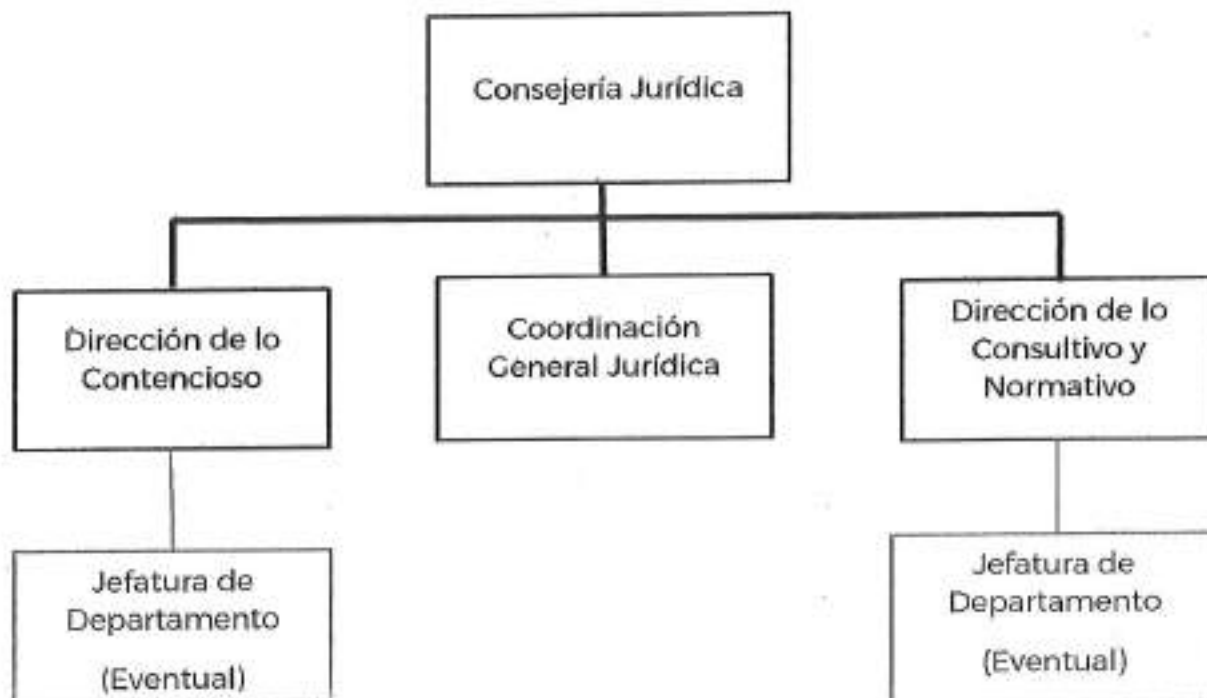 Consejería Jurídica
Dirección de lo
Contencioso
Coordinación
General Jurídica
Dirección de lo
Consultivo y
Normativo
Jefatura de
Departamento
(Eventual)
Jefatura de
Departamento
(Eventual)